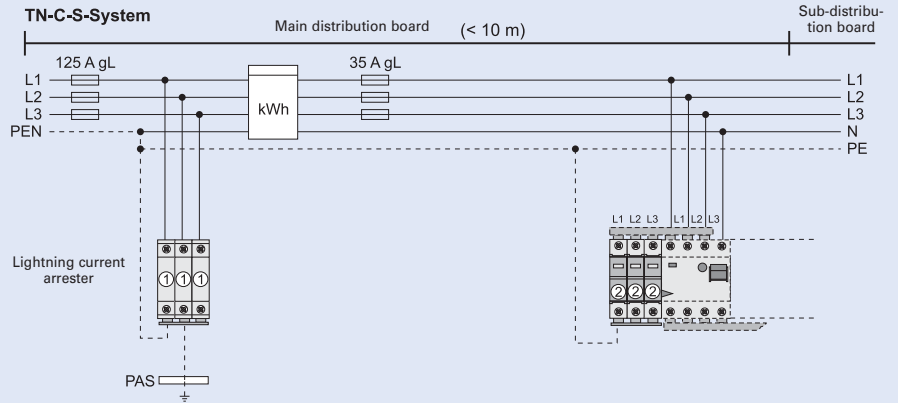 TN-C-S-System
Main distribution board
(< 10 m)
Sub-distribu-
tion board
125 A gL
35 A gL
L1
L2
L3
PEN
kWh
L1
L2
L3
N
PE
L1 L2 L3 L1 L2 L3
Lightning current
arrester
1 1 1
2 2 2
PAS